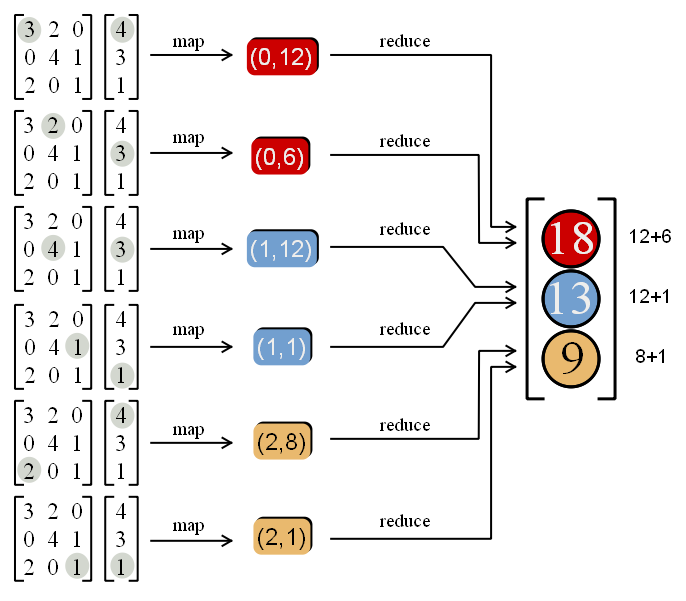 3 2 0 4
0 4 1 3
2 0 1 1
map
(0,12)
reduce
3 2 0 4
0 4 1 3
2 0 1 1
map
(0,6)
reduce
3 2 0 4
0 4 1 3
2 0 1 1
map
(1,12)
reduce
3 2 0 4
0 4 1 3
2 0 1 1
map
(1,1)
reduce
3 2 0 4
0 4 1 3
2 0 1 1
map
(2,8)
reduce
3 2 0 4
0 4 1 3
2 0 1 1
map
(2,1)
reduce
18 12+6
13 12+1
9 8+1